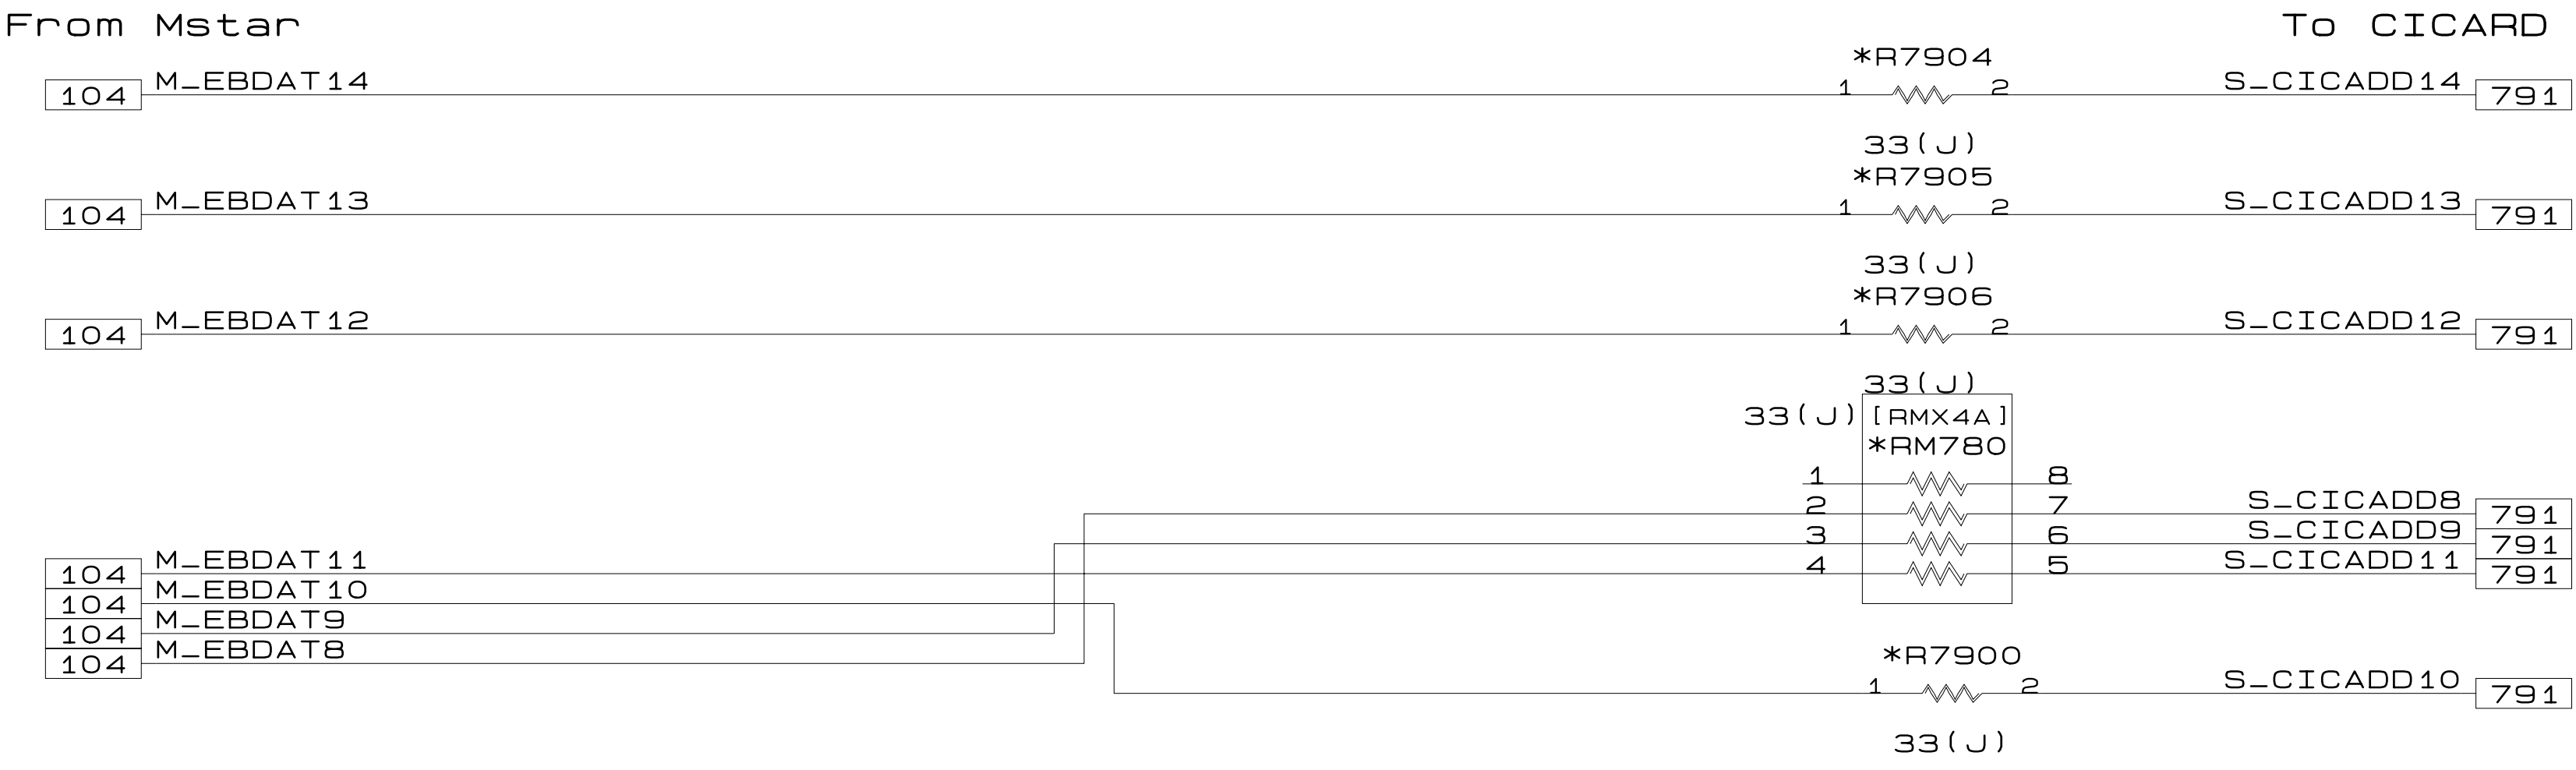 From Mstar To CICARD
*R7904
104 M_EBDAT14 1 2 S_CICADD14 791
33(J)
*R7905
104 M_EBDAT13 1 2 S_CICADD13 791
33(J)
*R7906
104 M_EBDAT12 1 2 S_CICADD12 791
33(J)
33(J) [RMX4A]
*RM780
1 8
2 7 S_CICADD8 791
3 6 S_CICADD9 791
104 M_EBDAT11 4 5 S_CICADD11 791
104 M_EBDAT10
104 M_EBDAT9
104 M_EBDAT8
*R7900
1 2 S_CICADD10 791
33(J)